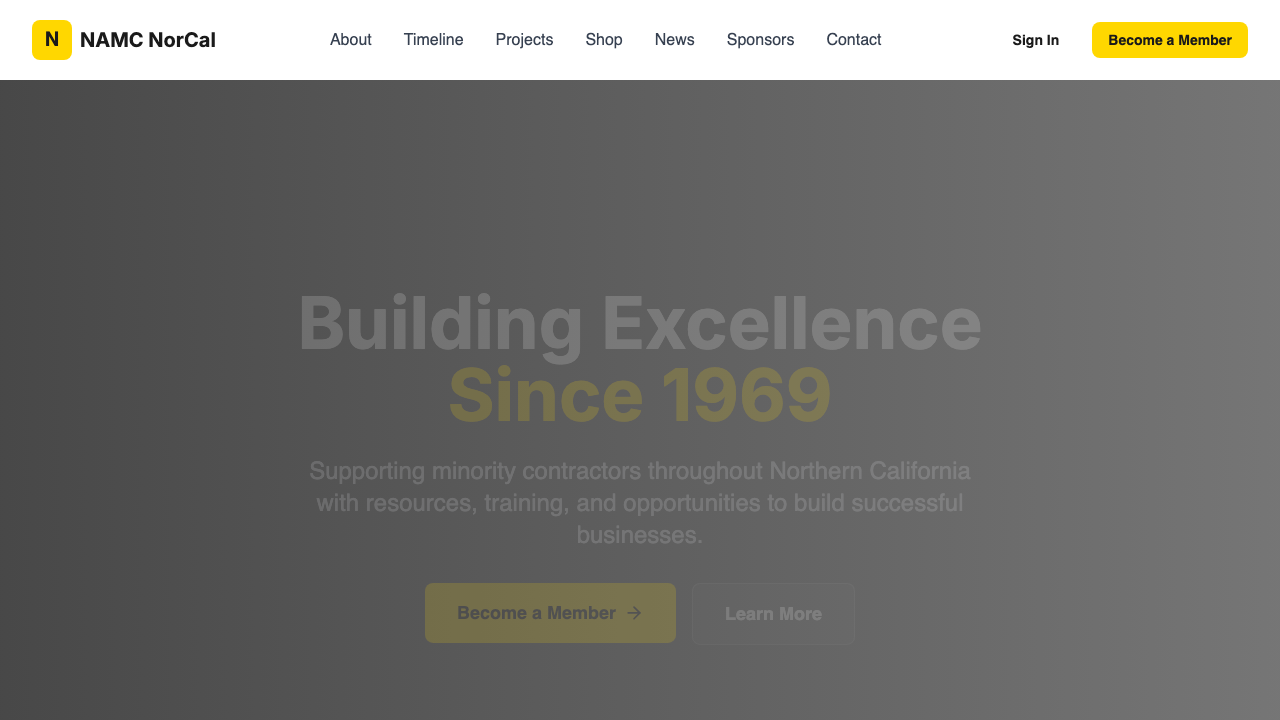 N NAMC NorCal About Timeline Projects Shop News Sponsors Contact Sign In Become a Member
Building Excellence
Since 1969
Supporting minority contractors throughout Northern California
with resources, training, and opportunities to build successful
businesses.
Become a Member → Learn More